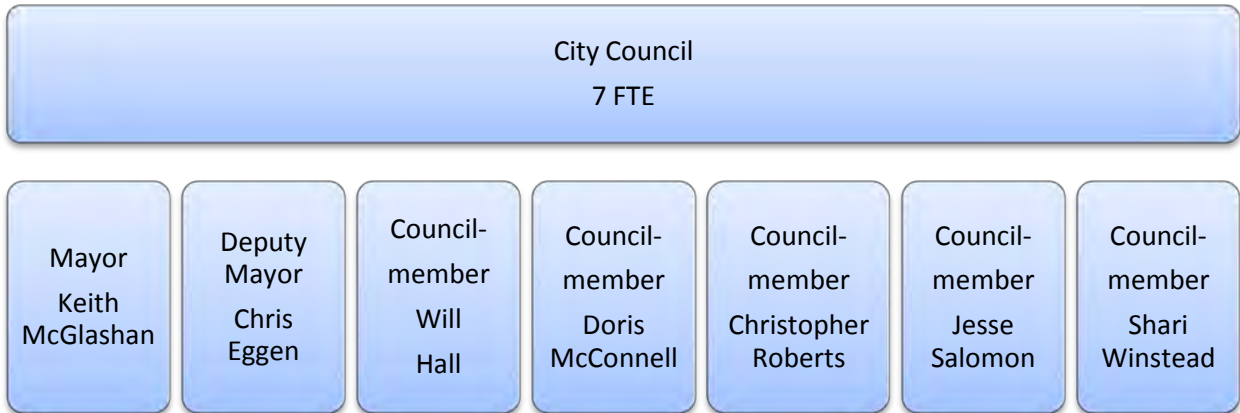 City Council
7 FTE
Mayor
Keith
McGlashan
Deputy
Mayor
Chris
Eggen
Council-
member
Will
Hall
Council-
member
Doris
McConnell
Council-
member
Christopher
Roberts
Council-
member
Jesse
Salomon
Council-
member
Shari
Winstead